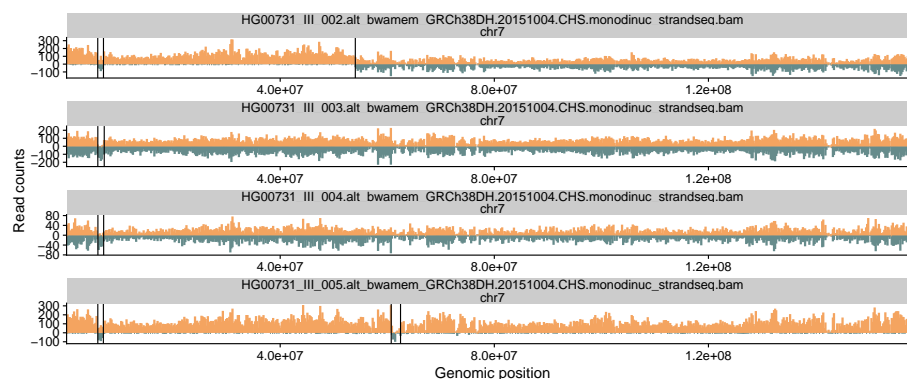 HG00731_III_002.alt_bwamem_GRCh38DH.20151004.CHS.monodinuc_strandseq.bam
chr7
300
200
100
0
−100
4.0e+07 8.0e+07 1.2e+08
HG00731_III_003.alt_bwamem_GRCh38DH.20151004.CHS.monodinuc_strandseq.bam
chr7
200
100
0
−100
−200
4.0e+07 8.0e+07 1.2e+08
Read counts
HG00731_III_004.alt_bwamem_GRCh38DH.20151004.CHS.monodinuc_strandseq.bam
chr7
80
40
0
−40
−80
4.0e+07 8.0e+07 1.2e+08
HG00731_III_005.alt_bwamem_GRCh38DH.20151004.CHS.monodinuc_strandseq.bam
chr7
300
200
100
0
−100
4.0e+07 8.0e+07 1.2e+08
Genomic position